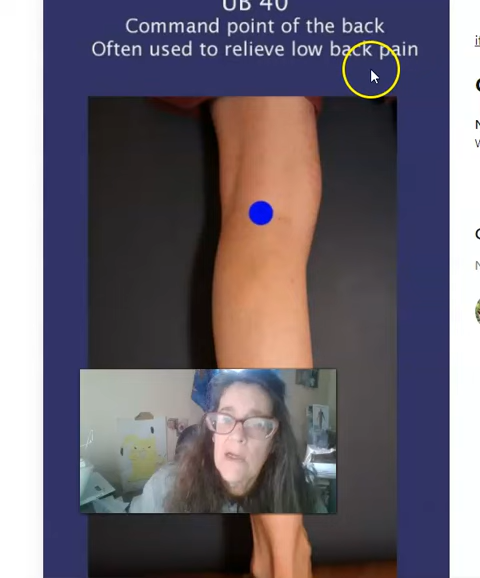 UB 40
Command point of the back
Often used to relieve low back pain